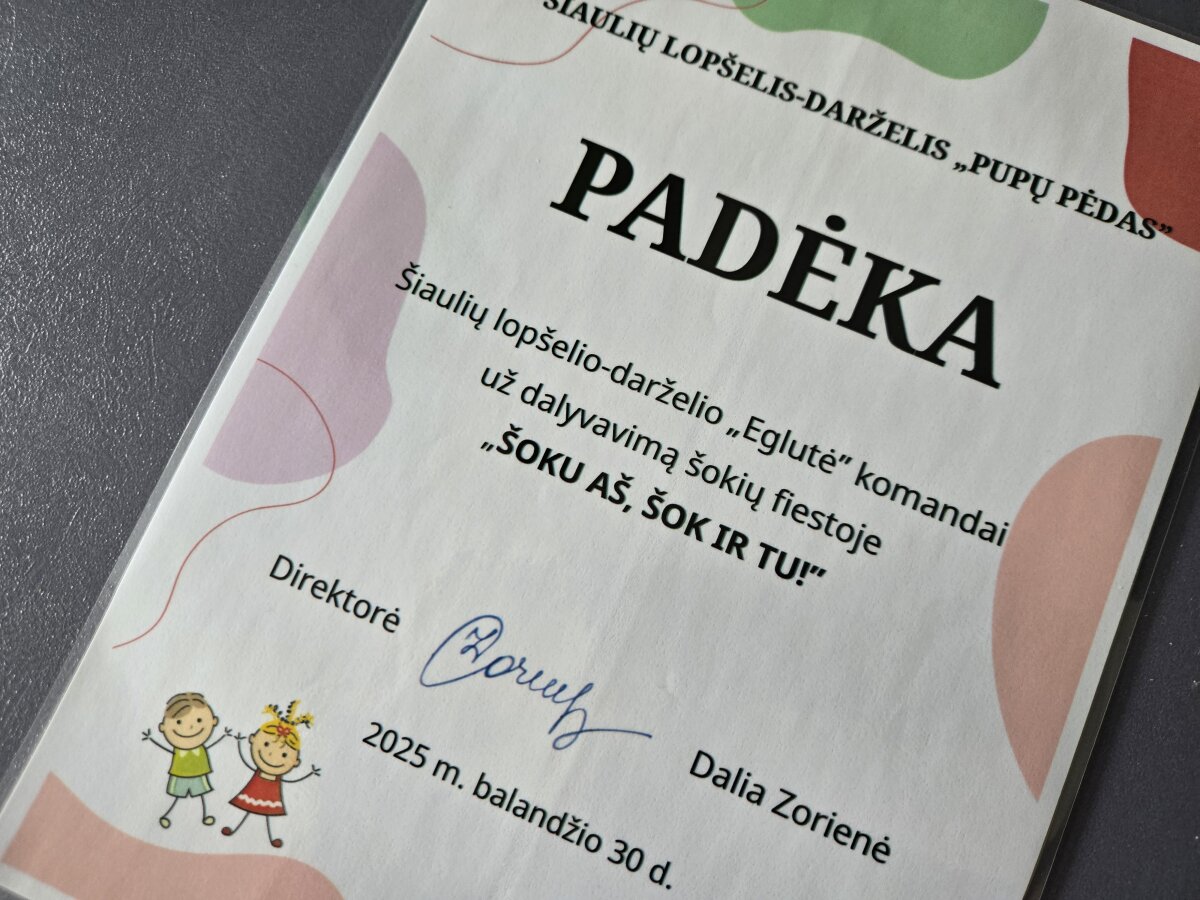 ŠIAULIŲ LOPŠELIS-DARŽELIS „PUPŲ PĖDAS”
PADĖKA
Šiaulių lopšelio-darželio „Eglutė” komandai
už dalyvavimą šokių fiestoje
„ŠOKU AŠ, ŠOK IR TU!”
Direktorė
Dalia Zorienė
2025 m. balandžio 30 d.